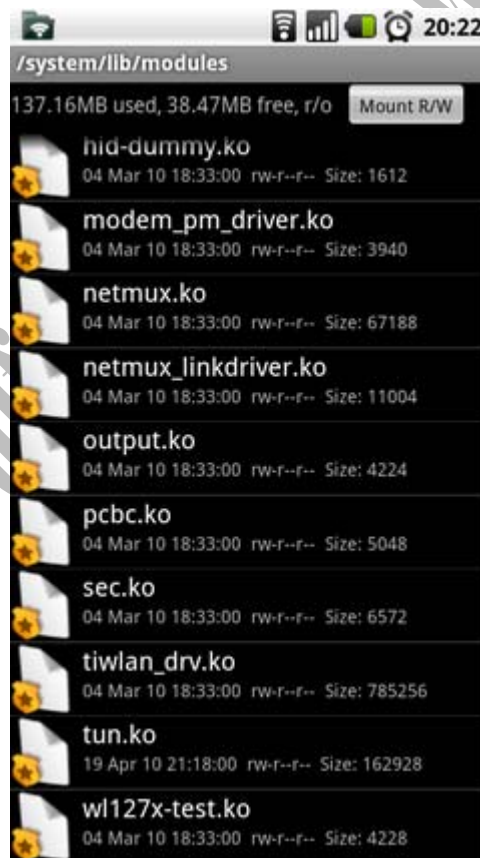 20:22
/system/lib/modules
137.16MB used, 38.47MB free, r/o Mount R/W
hid-dummy.ko
04 Mar 10 18:33:00 rw-r--r-- Size: 1612
modem_pm_driver.ko
04 Mar 10 18:33:00 rw-r--r-- Size: 3940
netmux.ko
04 Mar 10 18:33:00 rw-r--r-- Size: 67188
netmux_linkdriver.ko
04 Mar 10 18:33:00 rw-r--r-- Size: 11004
output.ko
04 Mar 10 18:33:00 rw-r--r-- Size: 4224
pcbc.ko
04 Mar 10 18:33:00 rw-r--r-- Size: 5048
sec.ko
04 Mar 10 18:33:00 rw-r--r-- Size: 6572
tiwlan_drv.ko
04 Mar 10 18:33:00 rw-r--r-- Size: 785256
tun.ko
19 Apr 10 21:18:00 rw-r--r-- Size: 162928
wl127x-test.ko
04 Mar 10 18:33:00 rw-r--r-- Size: 4228